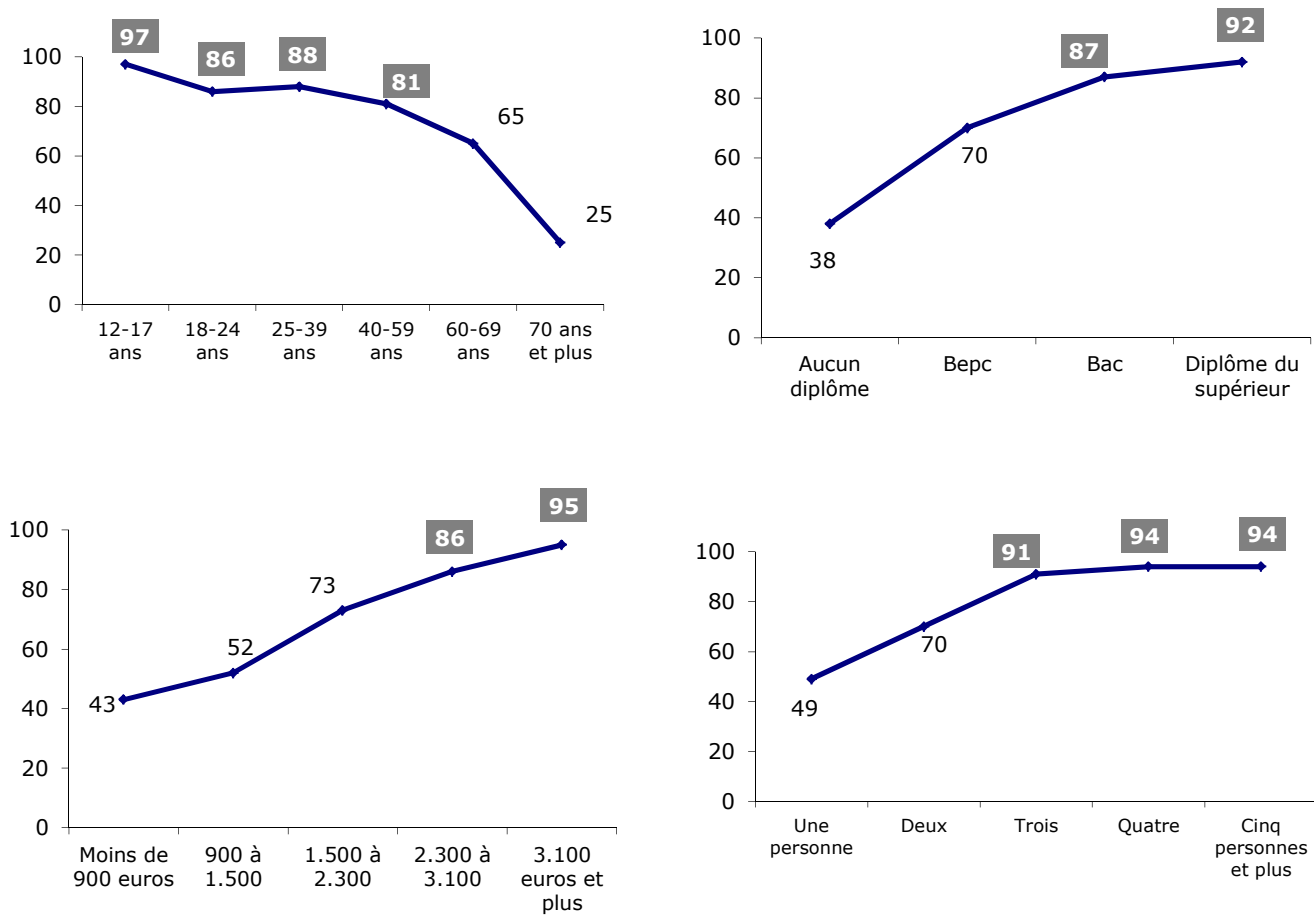 97
86
88
81
65
25
100
80
60
40
20
0
12-17 ans
18-24 ans
25-39 ans
40-59 ans
60-69 ans
70 ans et plus
92
87
70
38
100
80
60
40
20
0
Aucun diplôme
Bepc
Bac
Diplôme du supérieur
95
86
73
52
43
100
80
60
40
20
0
Moins de 900 euros
900 à 1.500
1.500 à 2.300
2.300 à 3.100
3.100 euros et plus
91
94
94
70
49
100
80
60
40
20
0
Une personne
Deux
Trois
Quatre
Cinq personnes et plus